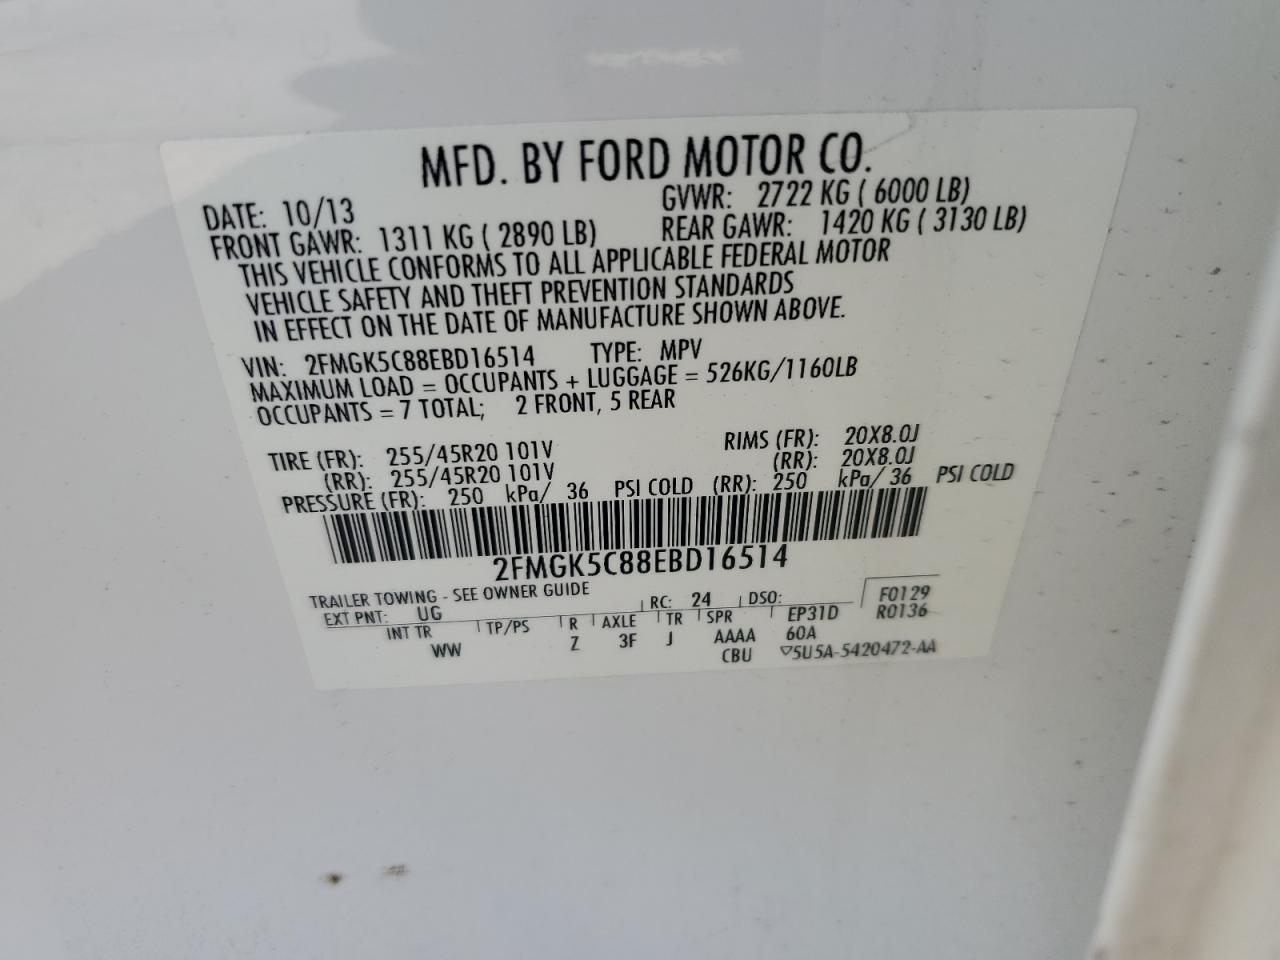 MFD. BY FORD MOTOR CO.
DATE: 10/13 GVWR: 2722 KG ( 6000 LB)
FRONT GAWR: 1311 KG ( 2890 LB) REAR GAWR: 1420 KG ( 3130 LB)
THIS VEHICLE CONFORMS TO ALL APPLICABLE FEDERAL MOTOR
VEHICLE SAFETY AND THEFT PREVENTION STANDARDS
IN EFFECT ON THE DATE OF MANUFACTURE SHOWN ABOVE.
VIN: 2FMGK5C88EBD16514 TYPE: MPV
MAXIMUM LOAD = OCCUPANTS + LUGGAGE = 526KG/1160LB
OCCUPANTS = 7 TOTAL; 2 FRONT, 5 REAR
TIRE (FR): 255/45R20 101V RIMS (FR): 20X8.0J
(RR): 255/45R20 101V (RR): 20X8.0J
PRESSURE (FR): 250 kPa/ 36 PSI COLD (RR): 250 kPa/ 36 PSI COLD
2FMGK5C88EBD16514
TRAILER TOWING - SEE OWNER GUIDE
EXT PNT: UG RC: 24 DSO: F0129
INT TR TP/PS R AXLE TR SPR EP31D R0136
WW Z 3F J AAAA 60A
CBU ▽5U5A-5420472-AA